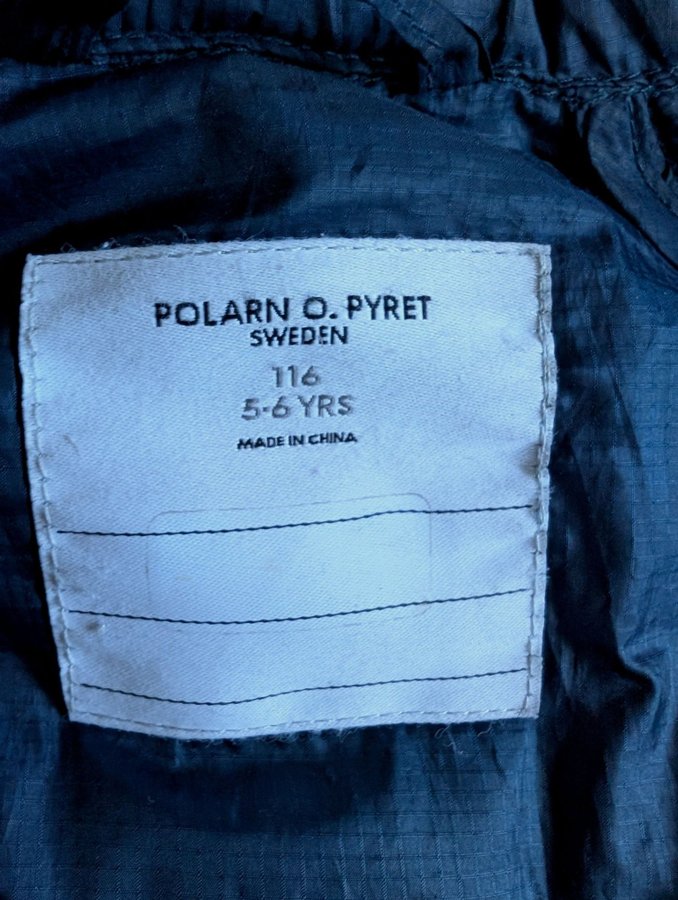 POLARN O. PYRET
SWEDEN
116
5-6 YRS
MADE IN CHINA